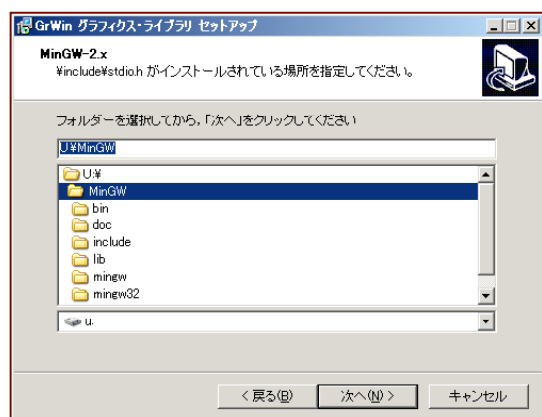 GrWin グラフィクス・ライブラリ セットアップ
MinGW-2.x
¥include¥stdio.h がインストールされている場所を指定してください。
フォルダーを選択してから,「次へ」をクリックしてください
U¥MinGW
U:¥
MinGW
bin
doc
include
lib
mingw
mingw32
u:
< 戻る(B)
次へ(N) >
キャンセル